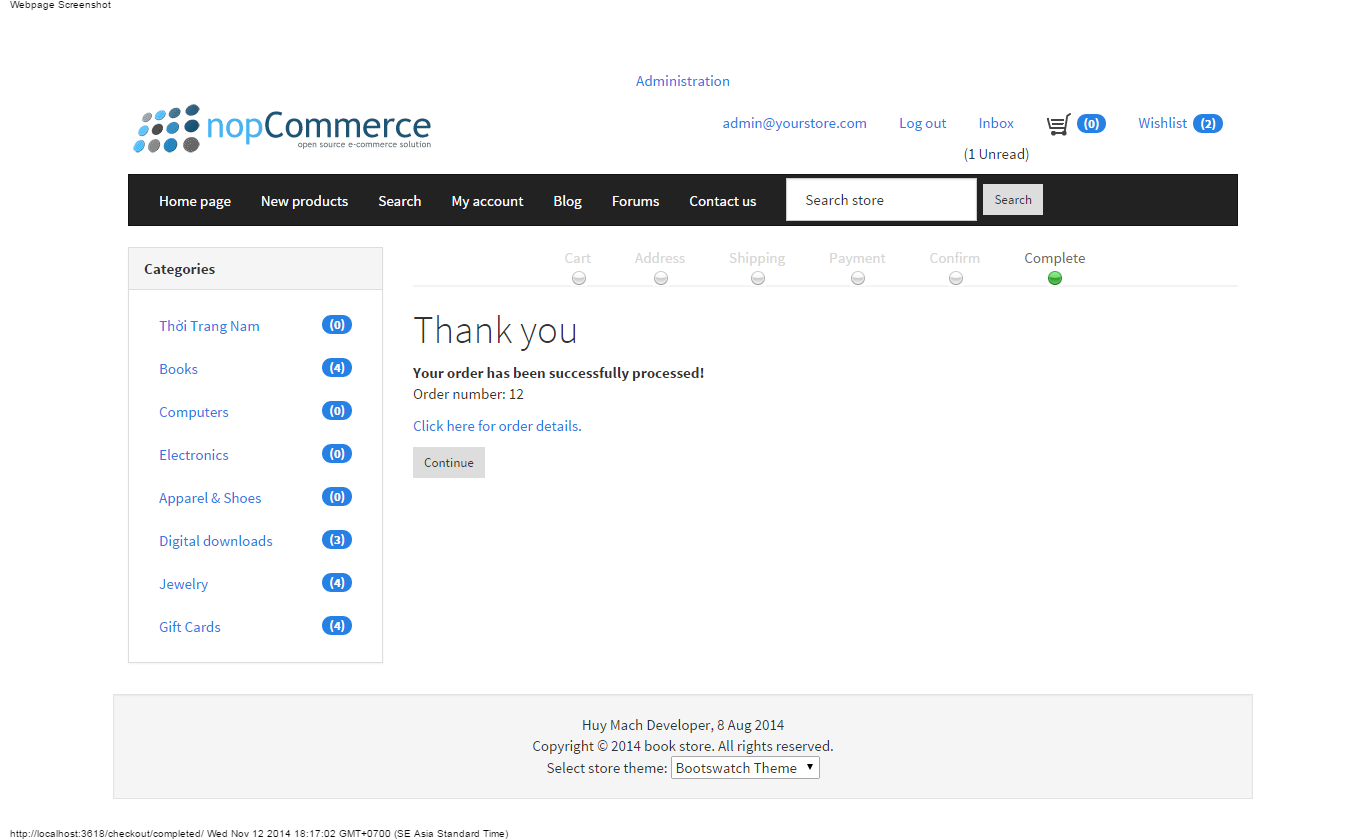 Webpage Screenshot
Administration
nopCommerce
open source e-commerce solution
admin@yourstore.com Log out Inbox (0) Wishlist (2)
(1 Unread)
Home page New products Search My account Blog Forums Contact us Search store Search
Categories
Thời Trang Nam (0)
Books (4)
Computers (0)
Electronics (0)
Apparel & Shoes (0)
Digital downloads (3)
Jewelry (4)
Gift Cards (4)
Cart Address Shipping Payment Confirm Complete
Thank you
Your order has been successfully processed!
Order number: 12
Click here for order details.
Continue
Huy Mach Developer, 8 Aug 2014
Copyright © 2014 book store. All rights reserved.
Select store theme: Bootswatch Theme
http://localhost:3618/checkout/completed/ Wed Nov 12 2014 18:17:02 GMT+0700 (SE Asia Standard Time)